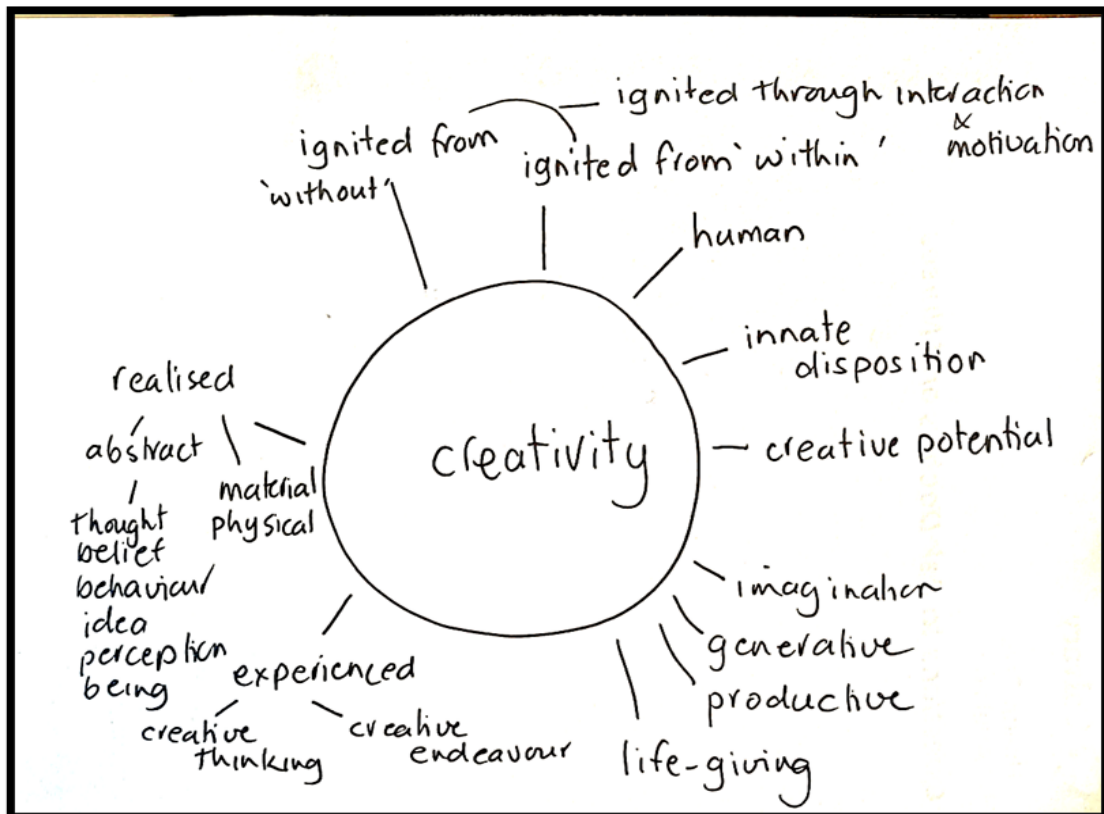 ignited through interaction
&
motivation
ignited from
'without'
ignited from 'within'
human
innate
disposition
creative potential
creativity
imagination
generative
productive
life-giving
experienced
creative
thinking
creative
endeavour
realised
abstract
thought
belief
behaviour
idea
perception
being
material
physical